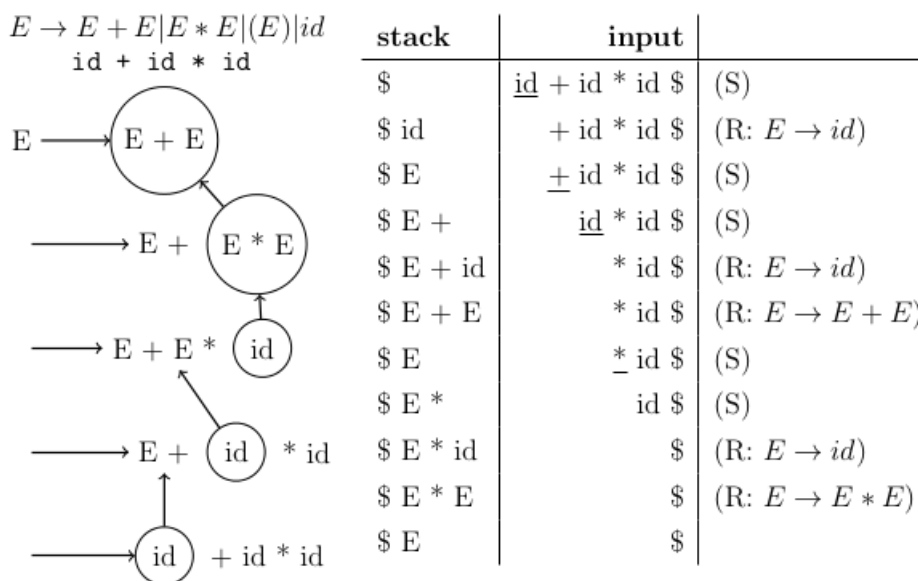 E → E + E|E * E|(E)|id
id + id * id
E → E + E
E + E * E
E + E * id
E + id * id
id + id * id
stack input
$ id + id * id $ (S)
$ id + id * id $ (R: E → id)
$ E + id * id $ (S)
$ E + id * id $ (S)
$ E + id * id $ (R: E → id)
$ E + E * id $ (R: E → E + E)
$ E * id $ (S)
$ E * id $ (S)
$ E * id $ (R: E → id)
$ E * E $ (R: E → E * E)
$ E $